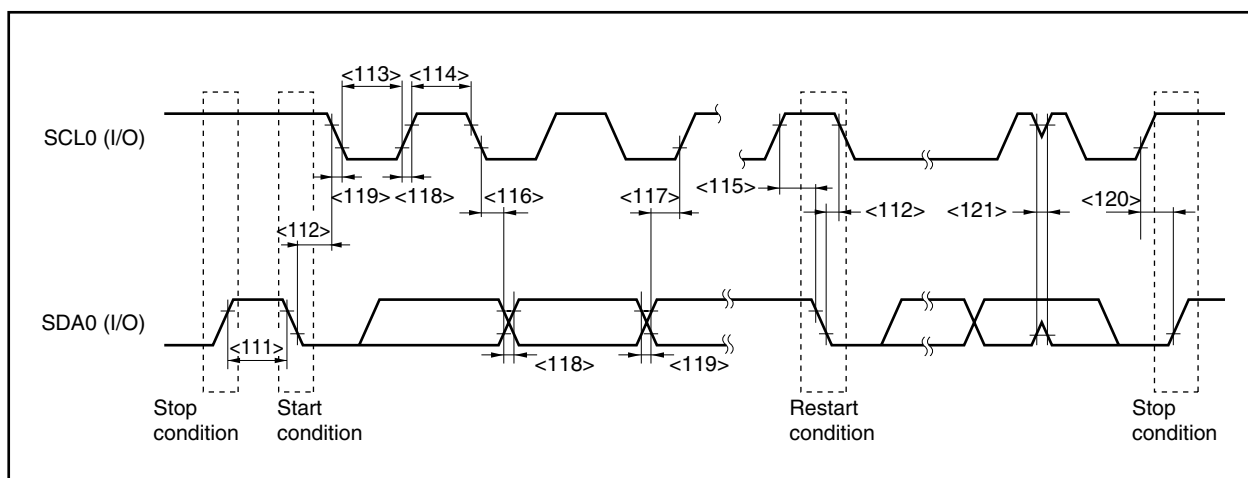 <113> <114>
SCL0 (I/O)
<119> <118> <116> <117> <115>
<112> <121> <120>
<112>
SDA0 (I/O)
<111>
<118> <119>
Stop
condition
Start
condition
Restart
condition
Stop
condition